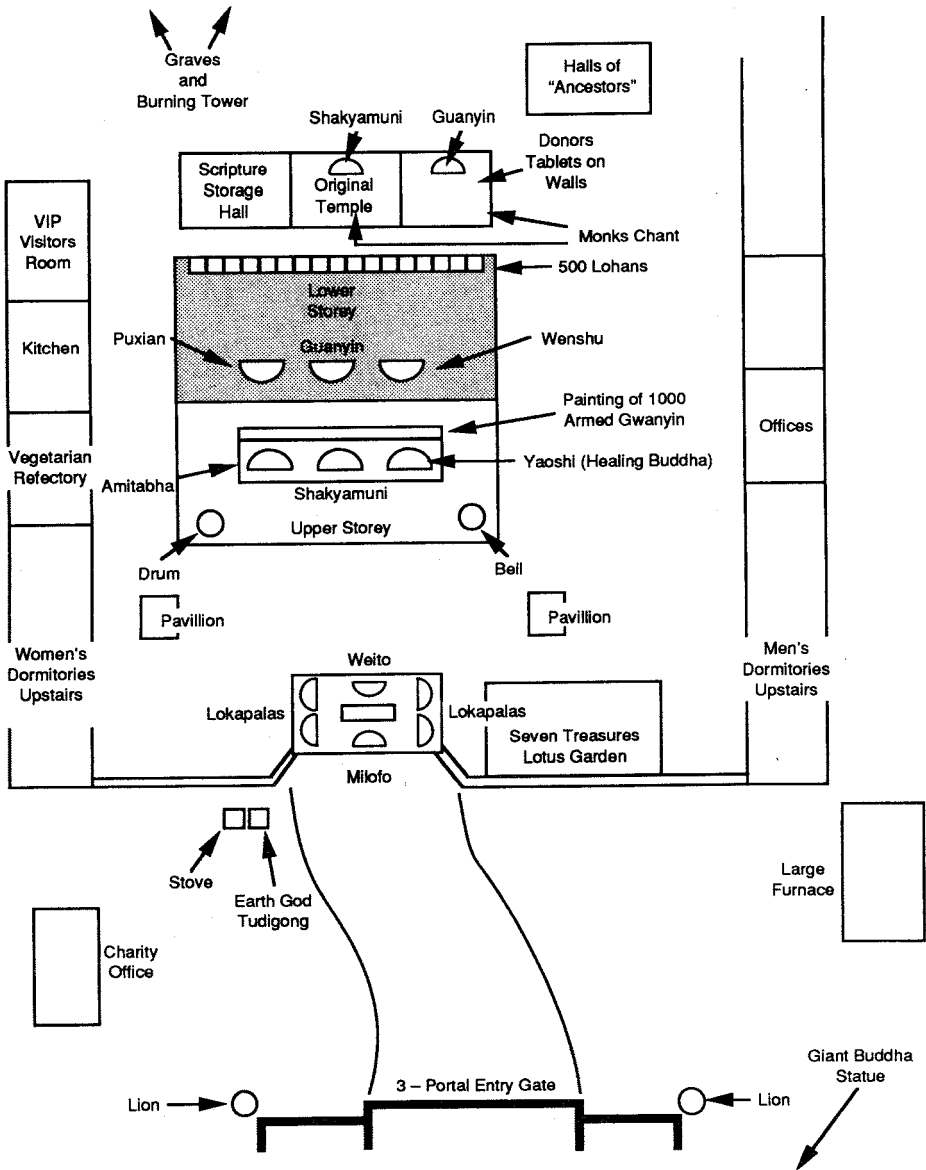 Graves
and
Burning Tower
Halls of
"Ancestors"
Shakyamuni
Guanyin
Donors
Tablets on
Walls
Scripture
Storage
Hall
Original
Temple
Monks Chant
VIP
Visitors
Room
500 Lohans
Lower
Storey
Puxian
Guanyin
Wenshu
Kitchen
Painting of 1000
Armed Gwanyin
Offices
Vegetarian
Refectory
Amitabha
Yaoshi (Healing Buddha)
Shakyamuni
Upper Storey
Drum
Bell
Pavillion
Pavillion
Women's
Dormitories
Upstairs
Weito
Men's
Dormitories
Upstairs
Lokapalas
Lokapalas
Seven Treasures
Lotus Garden
Milofo
Stove
Earth God
Tudigong
Large
Furnace
Charity
Office
Giant Buddha
Statue
3 – Portal Entry Gate
Lion
Lion